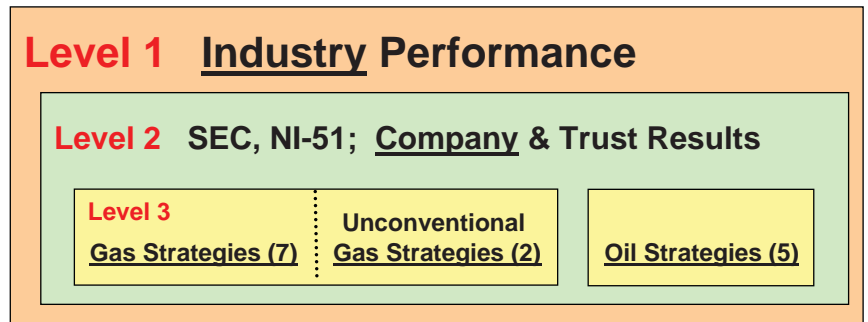 Level 1 Industry Performance
Level 2 SEC, NI-51; Company & Trust Results
Level 3
Gas Strategies (7)
Unconventional
Gas Strategies (2)
Oil Strategies (5)